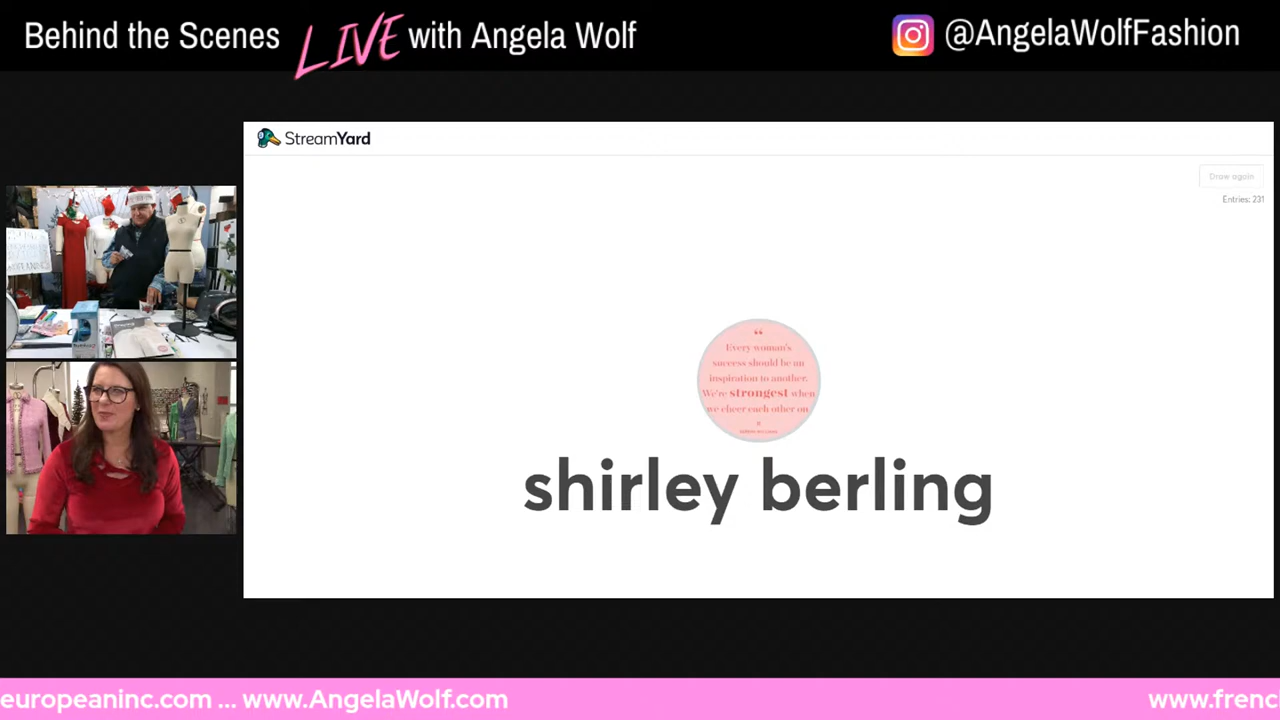 Behind the Scenes LIVE with Angela Wolf
@AngelaWolfFashion
StreamYard
Draw again
Entries: 231
“
Every woman's
success should be an
inspiration to another.
We're strongest when
we cheer each other on
shirley berling
europeaninc.com ... www.AngelaWolf.com
www.frenc